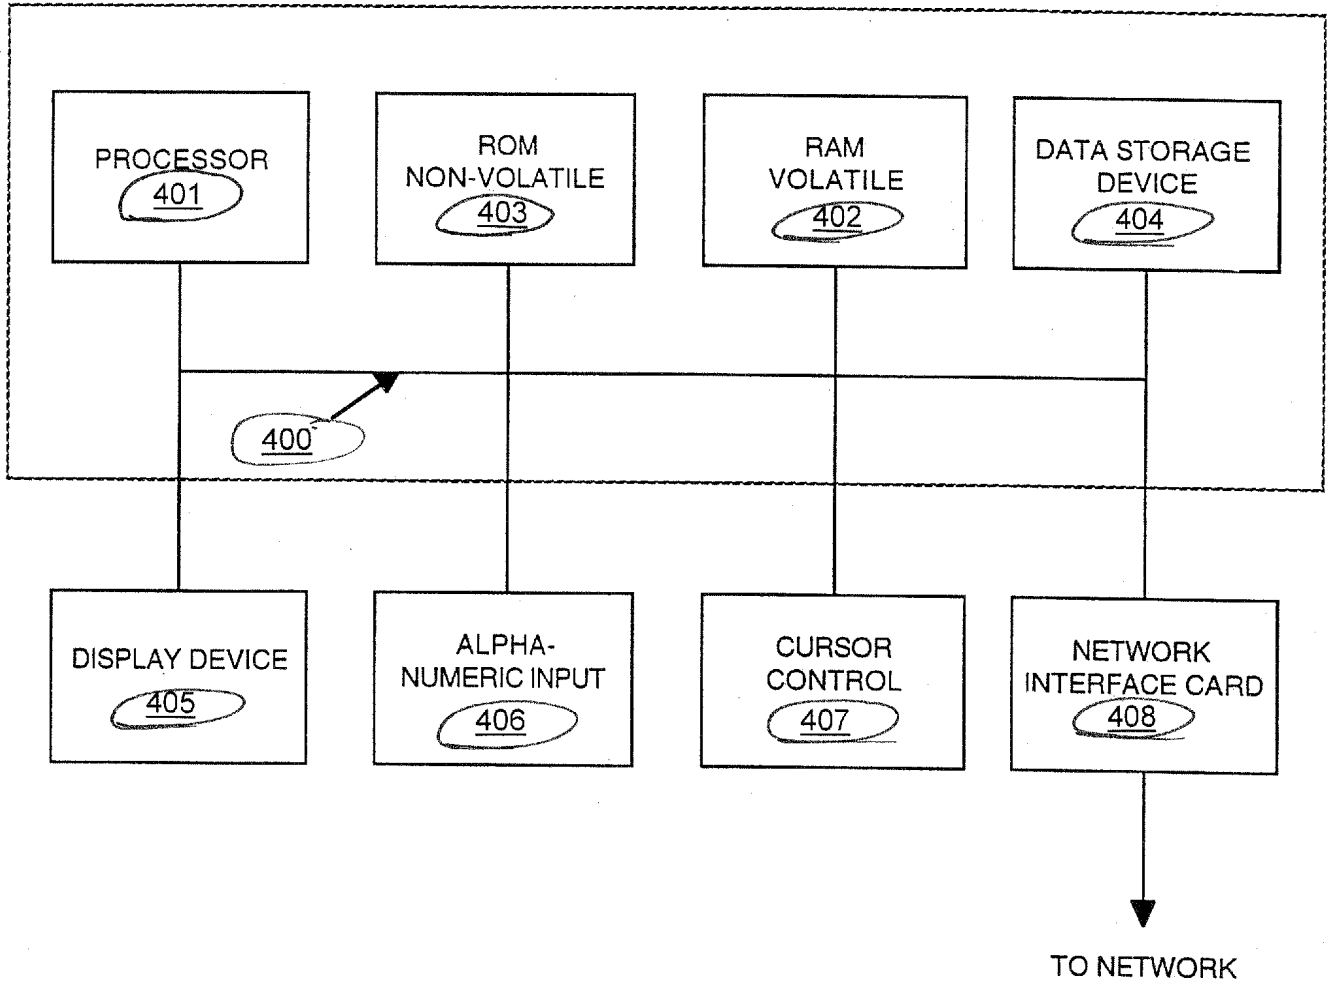 PROCESSOR
401
ROM
NON-VOLATILE
403
RAM
VOLATILE
402
DATA STORAGE
DEVICE
404
400
DISPLAY DEVICE
405
ALPHA-
NUMERIC INPUT
406
CURSOR
CONTROL
407
NETWORK
INTERFACE CARD
408
TO NETWORK